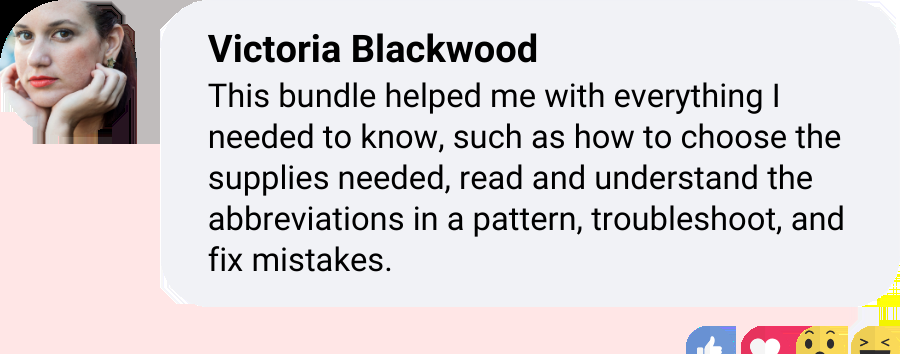 Victoria Blackwood
This bundle helped me with everything I
needed to know, such as how to choose the
supplies needed, read and understand the
abbreviations in a pattern, troubleshoot, and
fix mistakes.